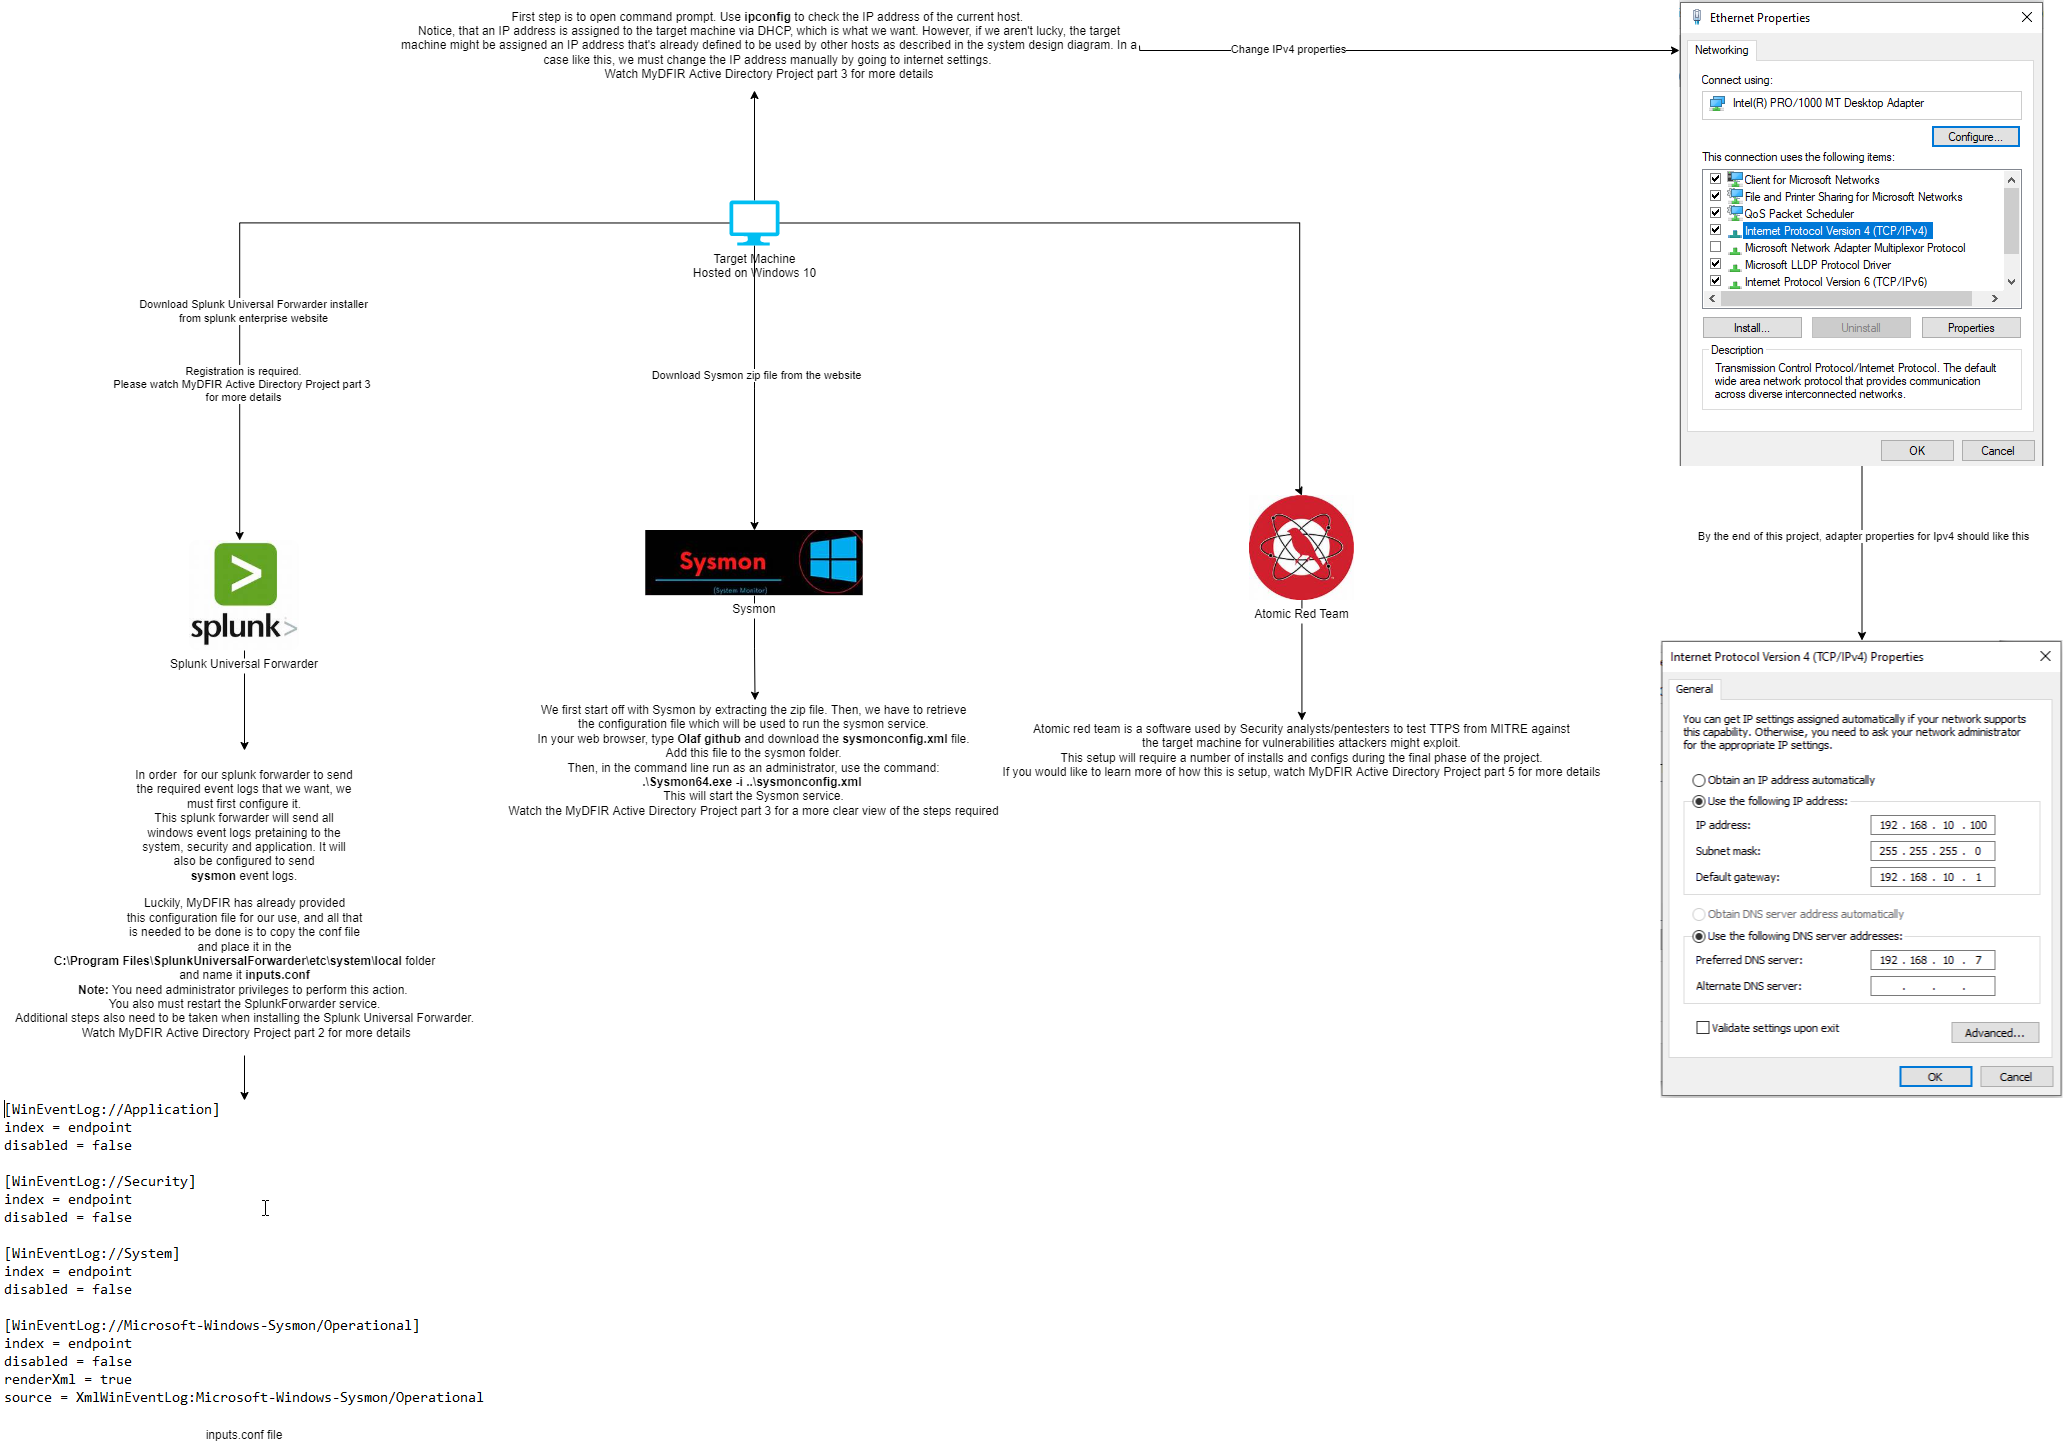 First step is to open command prompt. Use ipconfig to check the IP address of the current host.
Notice, that an IP address is assigned to the target machine via DHCP, which is what we want. However, if we aren't lucky, the target
machine might be assigned an IP address that's already defined to be used by other hosts as described in the system design diagram. In a
case like this, we must change the IP address manually by going to internet settings.
Watch MyDFIR Active Directory Project part 3 for more details
Change IPv4 properties
Ethernet Properties
Networking
Connect using:
Intel(R) PRO/1000 MT Desktop Adapter
Configure...
This connection uses the following items:
Client for Microsoft Networks
File and Printer Sharing for Microsoft Networks
QoS Packet Scheduler
Internet Protocol Version 4 (TCP/IPv4)
Microsoft Network Adapter Multiplexor Protocol
Microsoft LLDP Protocol Driver
Internet Protocol Version 6 (TCP/IPv6)
Install...
Uninstall
Properties
Description
Transmission Control Protocol/Internet Protocol. The default
wide area network protocol that provides communication
across diverse interconnected networks.
OK
Cancel
Target Machine
Hosted on Windows 10
Download Splunk Universal Forwarder installer
from splunk enterprise website
Registration is required.
Please watch MyDFIR Active Directory Project part 3
for more details
Download Sysmon zip file from the website
By the end of this project, adapter properties for Ipv4 should like this
splunk>
Splunk Universal Forwarder
Sysmon
(System Monitor)
Sysmon
Atomic Red Team
In order for our splunk forwarder to send
the required event logs that we want, we
must first configure it.
This splunk forwarder will send all
windows event logs pretaining to the
system, security and application. It will
also be configured to send
sysmon event logs.
Luckily, MyDFIR has already provided
this configuration file for our use, and all that
is needed to be done is to copy the conf file
and place it in the
C:\Program Files\SplunkUniversalForwarder\etc\system\local folder
and name it inputs.conf
Note: You need administrator privileges to perform this action.
You also must restart the SplunkForwarder service.
Additional steps also need to be taken when installing the Splunk Universal Forwarder.
Watch MyDFIR Active Directory Project part 2 for more details
We first start off with Sysmon by extracting the zip file. Then, we have to retrieve
the configuration file which will be used to run the sysmon service.
In your web browser, type Olaf github and download the sysmonconfig.xml file.
Add this file to the sysmon folder.
Then, in the command line run as an administrator, use the command:
.\Sysmon64.exe -i ..\sysmonconfig.xml
This will start the Sysmon service.
Watch the MyDFIR Active Directory Project part 3 for a more clear view of the steps required
Atomic red team is a software used by Security analysts/pentesters to test TTPS from MITRE against
the target machine for vulnerabilities attackers might exploit.
This setup will require a number of installs and configs during the final phase of the project.
If you would like to learn more of how this is setup, watch MyDFIR Active Directory Project part 5 for more details
Internet Protocol Version 4 (TCP/IPv4) Properties
General
You can get IP settings assigned automatically if your network supports
this capability. Otherwise, you need to ask your network administrator
for the appropriate IP settings.
Obtain an IP address automatically
Use the following IP address:
IP address: 192 . 168 . 10 . 100
Subnet mask: 255 . 255 . 255 . 0
Default gateway: 192 . 168 . 10 . 1
Obtain DNS server address automatically
Use the following DNS server addresses:
Preferred DNS server: 192 . 168 . 10 . 7
Alternate DNS server: . . .
Validate settings upon exit
Advanced...
OK
Cancel
[WinEventLog://Application]
index = endpoint
disabled = false
[WinEventLog://Security]
index = endpoint
disabled = false
[WinEventLog://System]
index = endpoint
disabled = false
[WinEventLog://Microsoft-Windows-Sysmon/Operational]
index = endpoint
disabled = false
renderXml = true
source = XmlWinEventLog:Microsoft-Windows-Sysmon/Operational
inputs.conf file